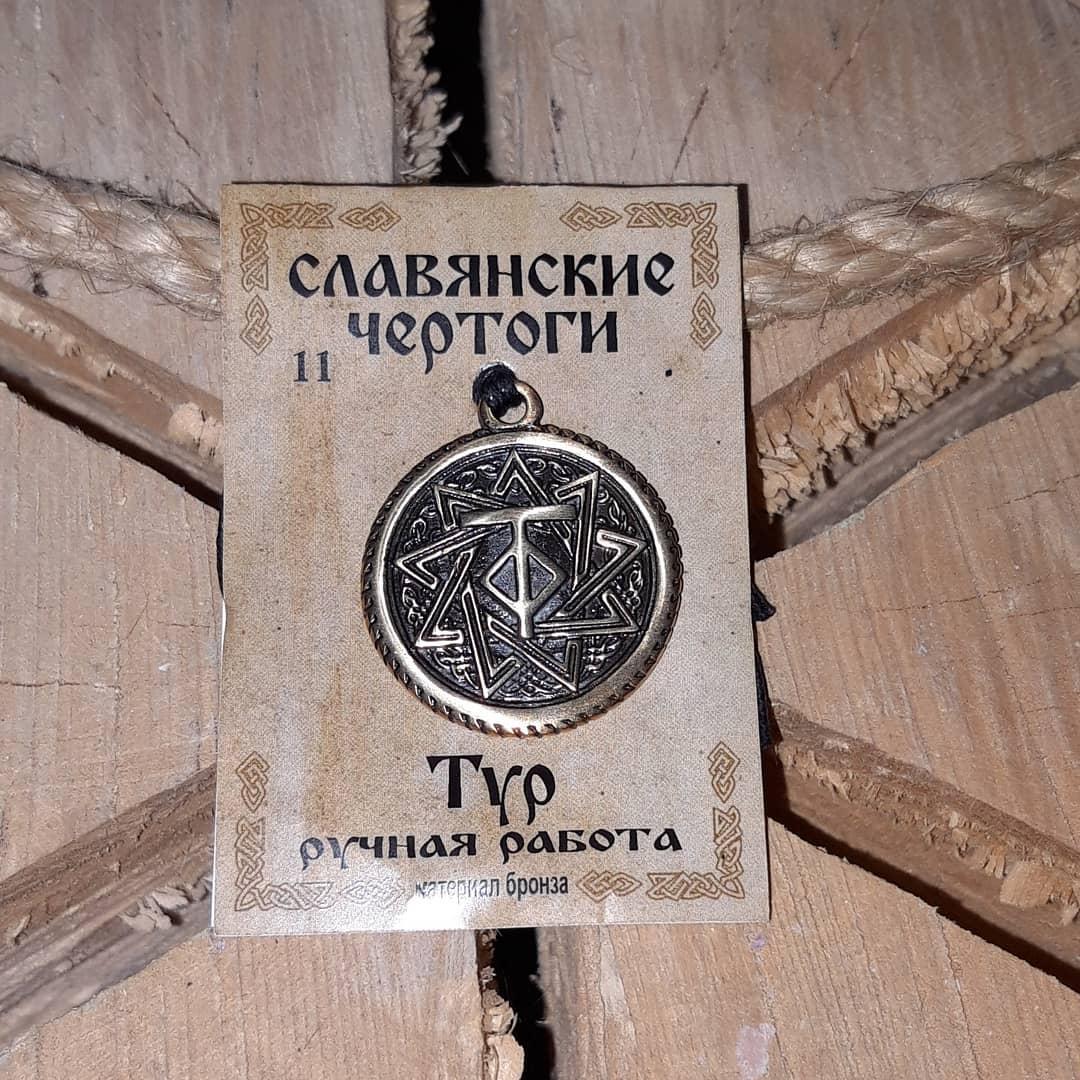 СЛАВЯНСКИЕ
ЧЕРТОГИ
11
Тур
РУЧНАЯ РАБОТА
материал бронза